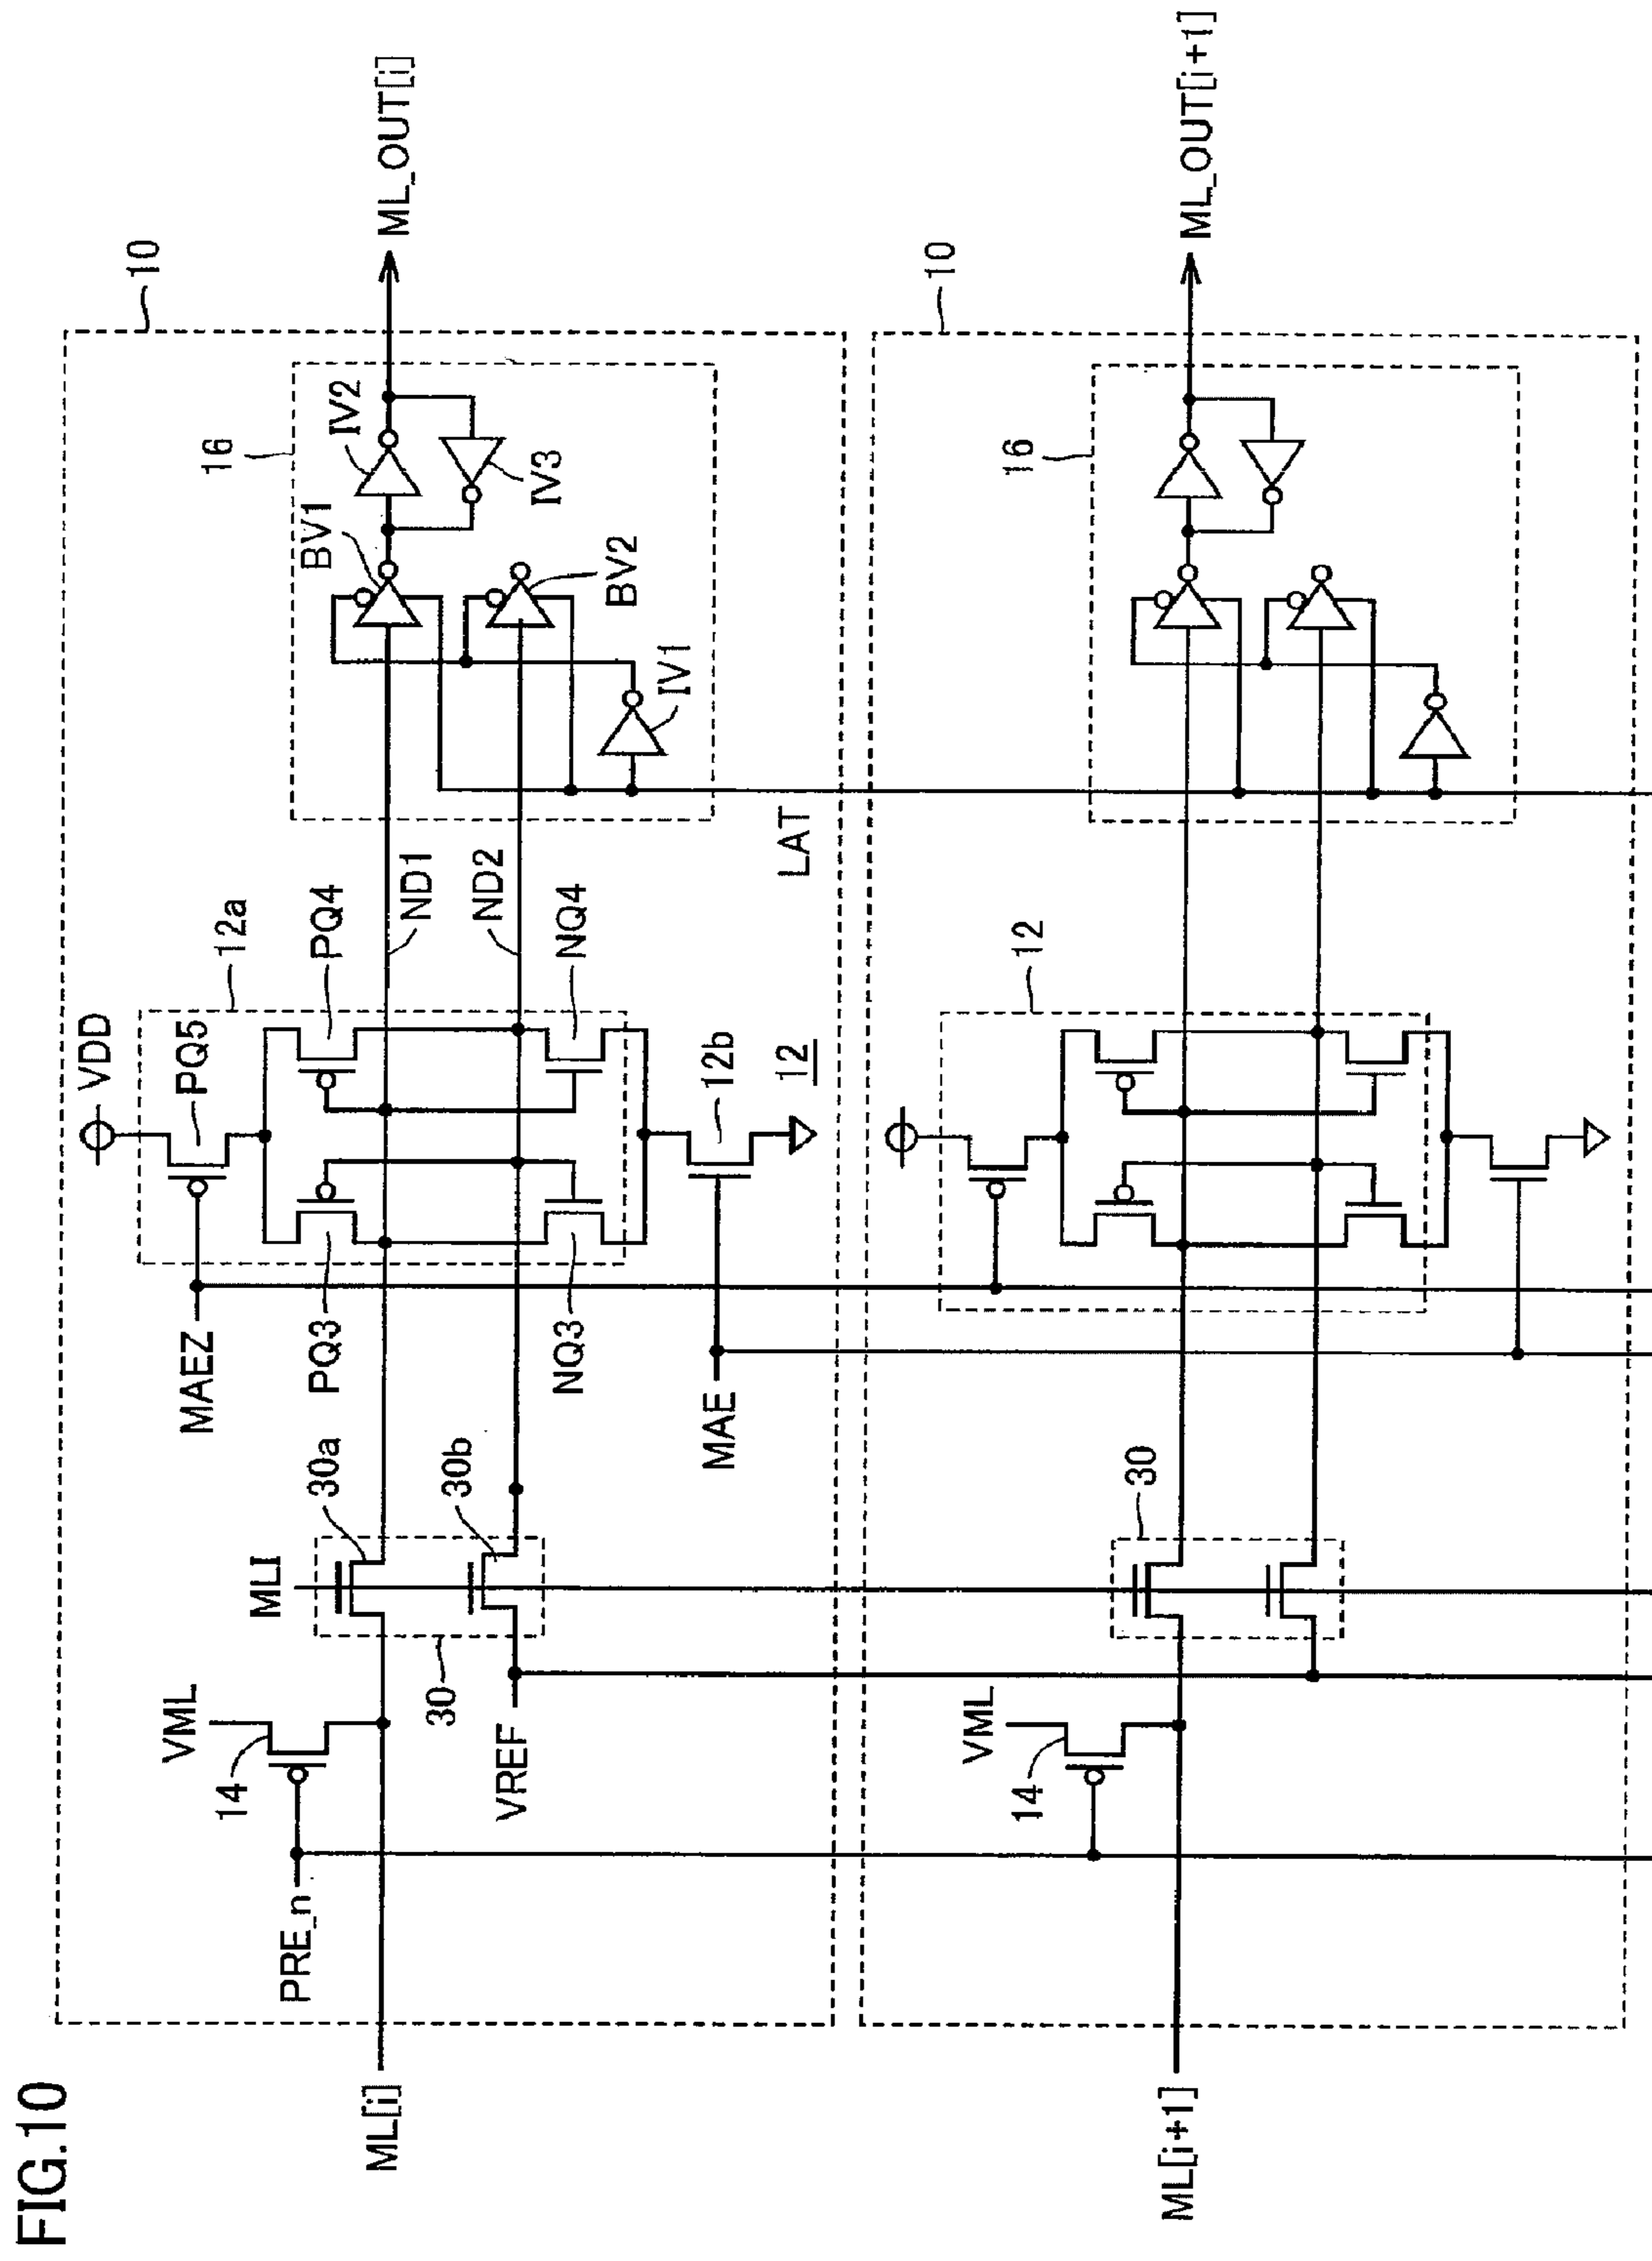 FIG.10
ML[i]
PRE_n
VML
14
VREF
30
MLI
30a
30b
MAEZ
MAE
PQ3
NQ3
VDD
PQ5
12a
PQ4
NQ4
12b
12
ND1
ND2
LAT
16
BV1
IV2
IV3
BV2
IV1
10
ML_OUT[i]
ML[i+1]
VML
14
30
12
16
10
ML_OUT[i+1]